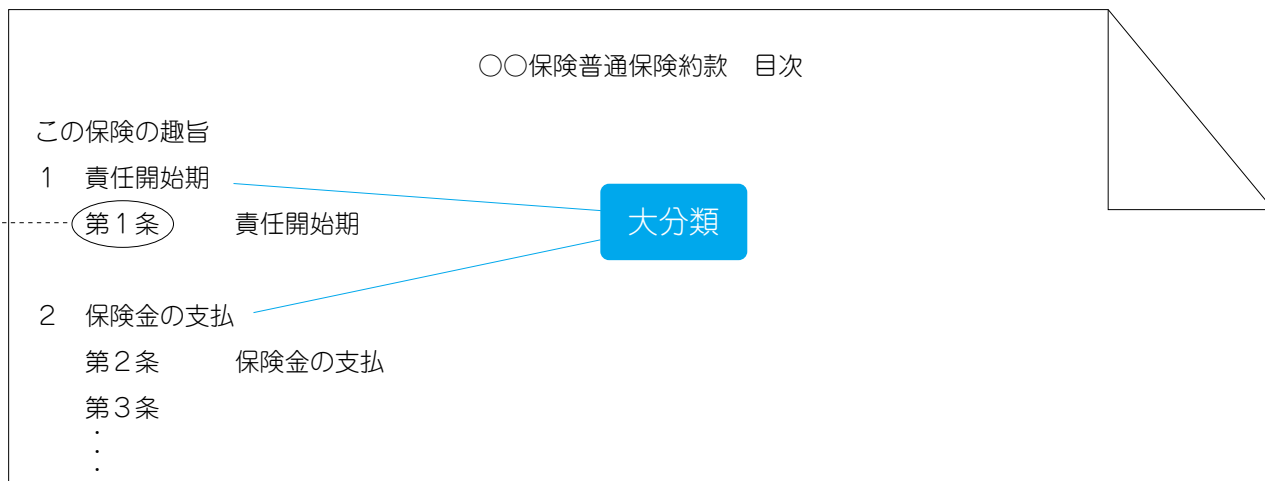 ○○保険普通保険約款　目次
この保険の趣旨
１　責任開始期
第１条　責任開始期
大分類
２　保険金の支払
第２条　保険金の支払
第３条